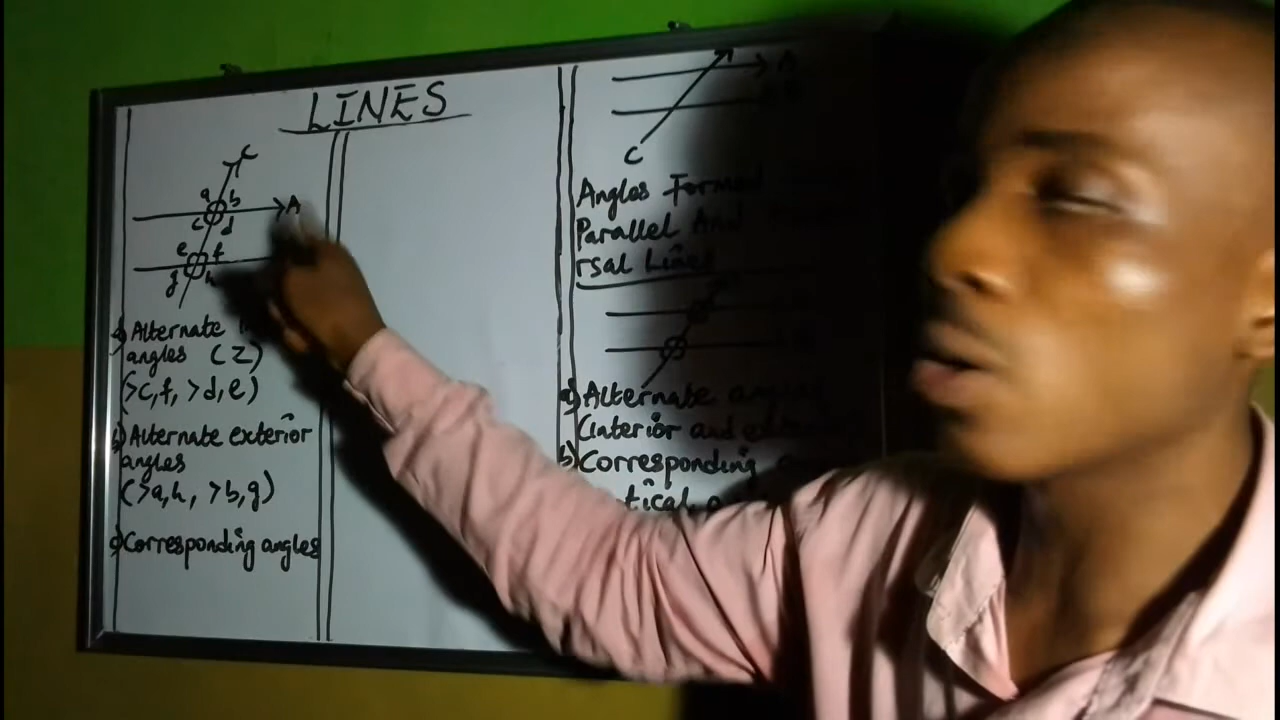 LINES
C
a b
A
c d
e f
g h
a) Alternate
angles (Z)
(>c,f, >d,e)
b) Alternate exterior
angles
(>a,h, >b,g)
c) Corresponding angles
A
C
Angles Formed
Parallel And
rsal Lines
a) Alternate
(interior and
b) Corresponding